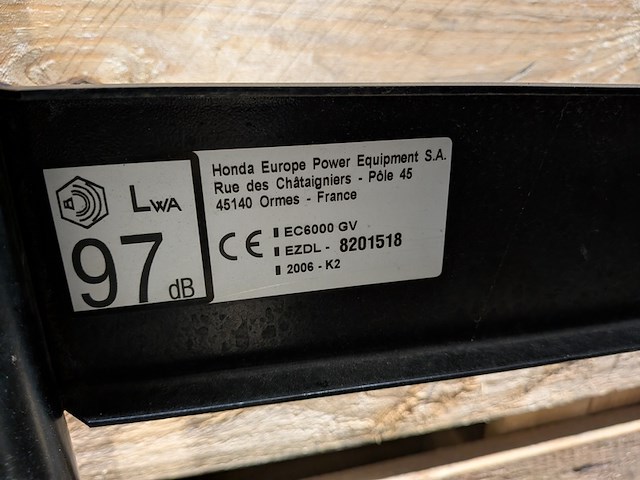 LWA
97 dB
Honda Europe Power Equipment S.A.
Rue des Châtaigniers - Pôle 45
45140 Ormes - France
CE
EC6000 GV
EZDL - 8201518
2006 - K2